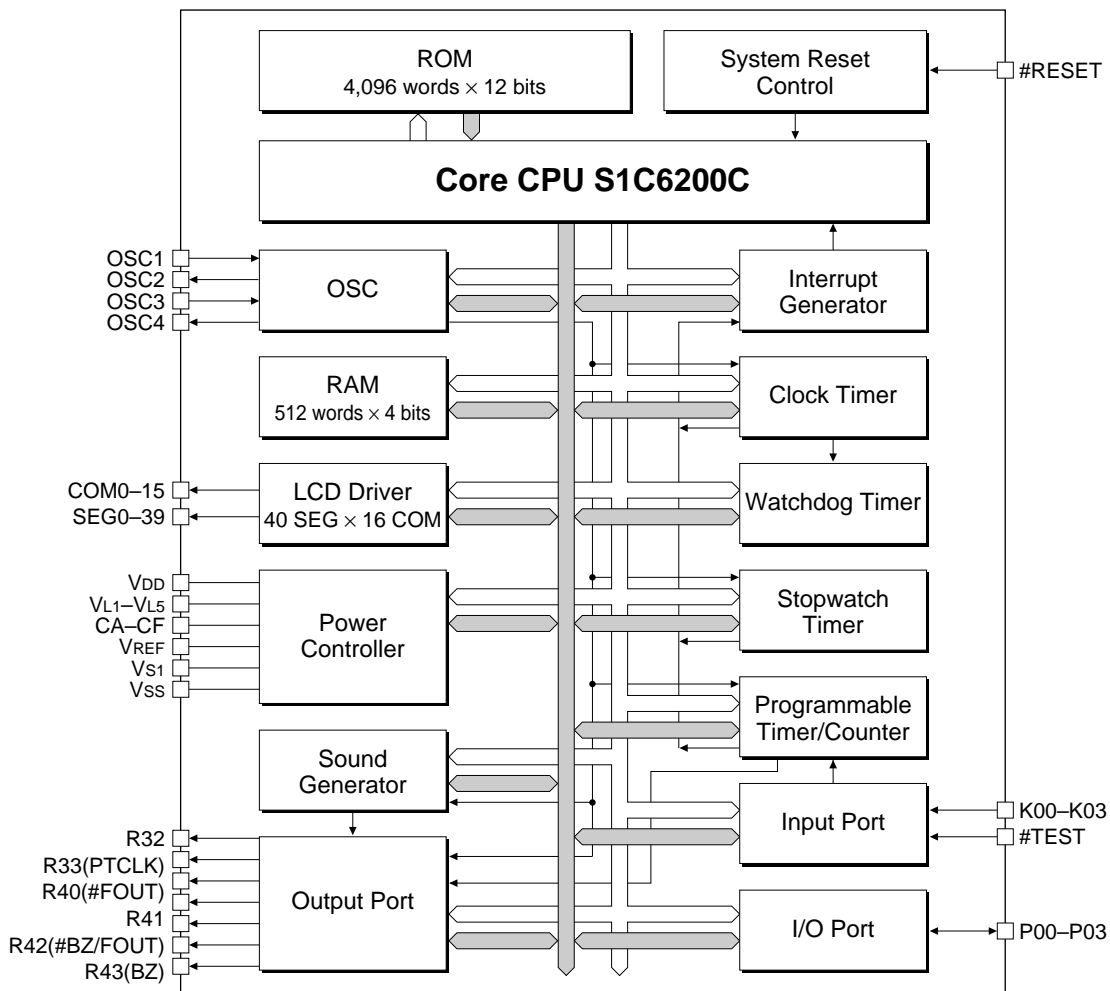 ROM
4,096 words × 12 bits
System Reset
Control
#RESET
Core CPU S1C6200C
OSC1
OSC2
OSC3
OSC4
OSC
Interrupt
Generator
RAM
512 words × 4 bits
Clock Timer
COM0–15
SEG0–39
LCD Driver
40 SEG × 16 COM
Watchdog Timer
VDD
VL1–VL5
CA–CF
VREF
VS1
VSS
Power
Controller
Stopwatch
Timer
Programmable
Timer/Counter
Sound
Generator
Input Port
K00–K03
#TEST
R32
R33(PTCLK)
R40(#FOUT)
R41
R42(#BZ/FOUT)
R43(BZ)
Output Port
I/O Port
P00–P03